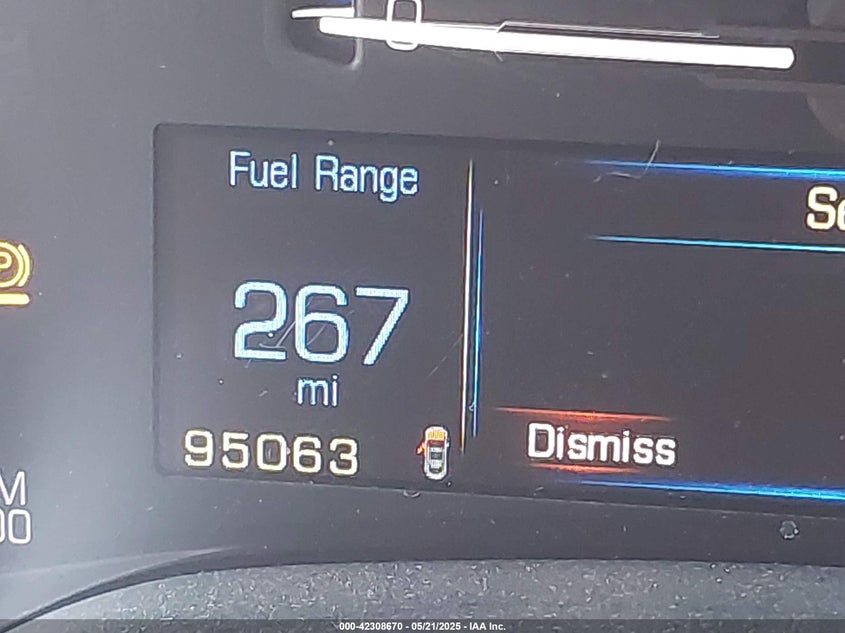 Fuel Range
267
mi
95063
Dismiss
000-42308670 - 05/21/2025 - IAA Inc.